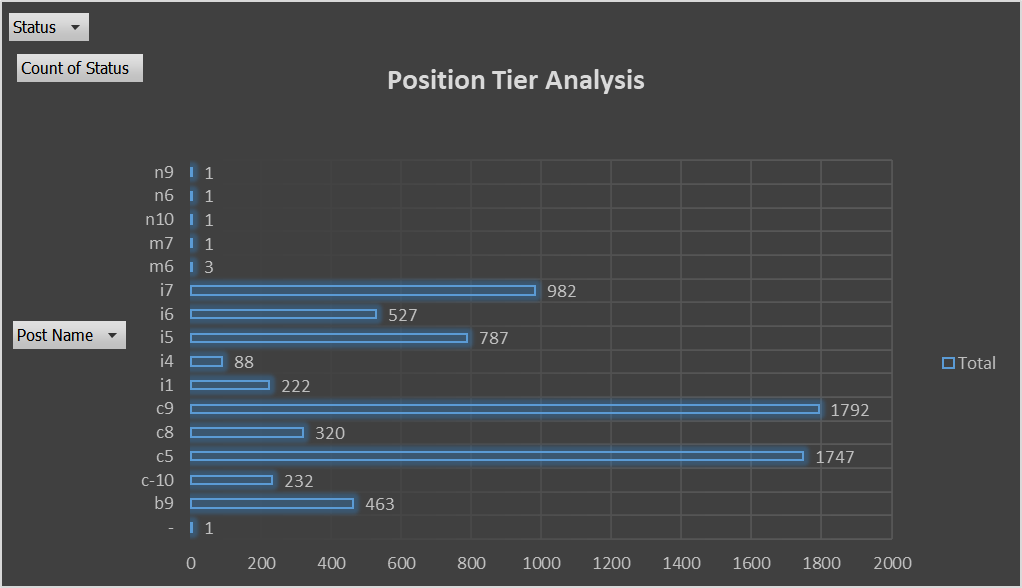 Status
Count of Status
Position Tier Analysis
n9 1
n6 1
n10 1
m7 1
m6 3
i7 982
i6 527
i5 787
Post Name
i4 88
Total
i1 222
c9 1792
c8 320
c5 1747
c-10 232
b9 463
- 1
0 200 400 600 800 1000 1200 1400 1600 1800 2000